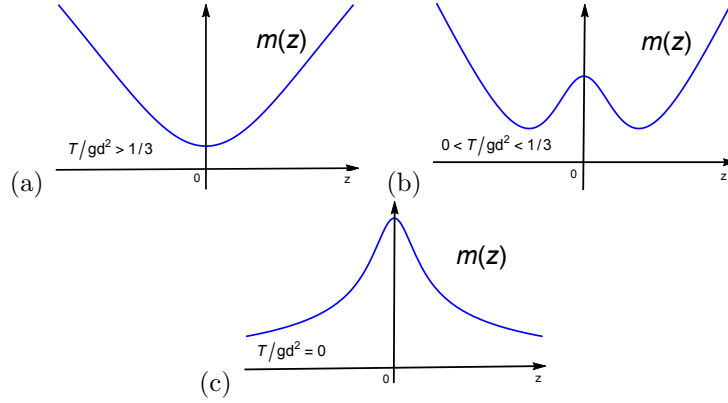 m(z)
T/gd² > 1/3
0
z
(a)
m(z)
0 < T/gd² < 1/3
0
z
(b)
m(z)
T/gd² = 0
0
z
(c)